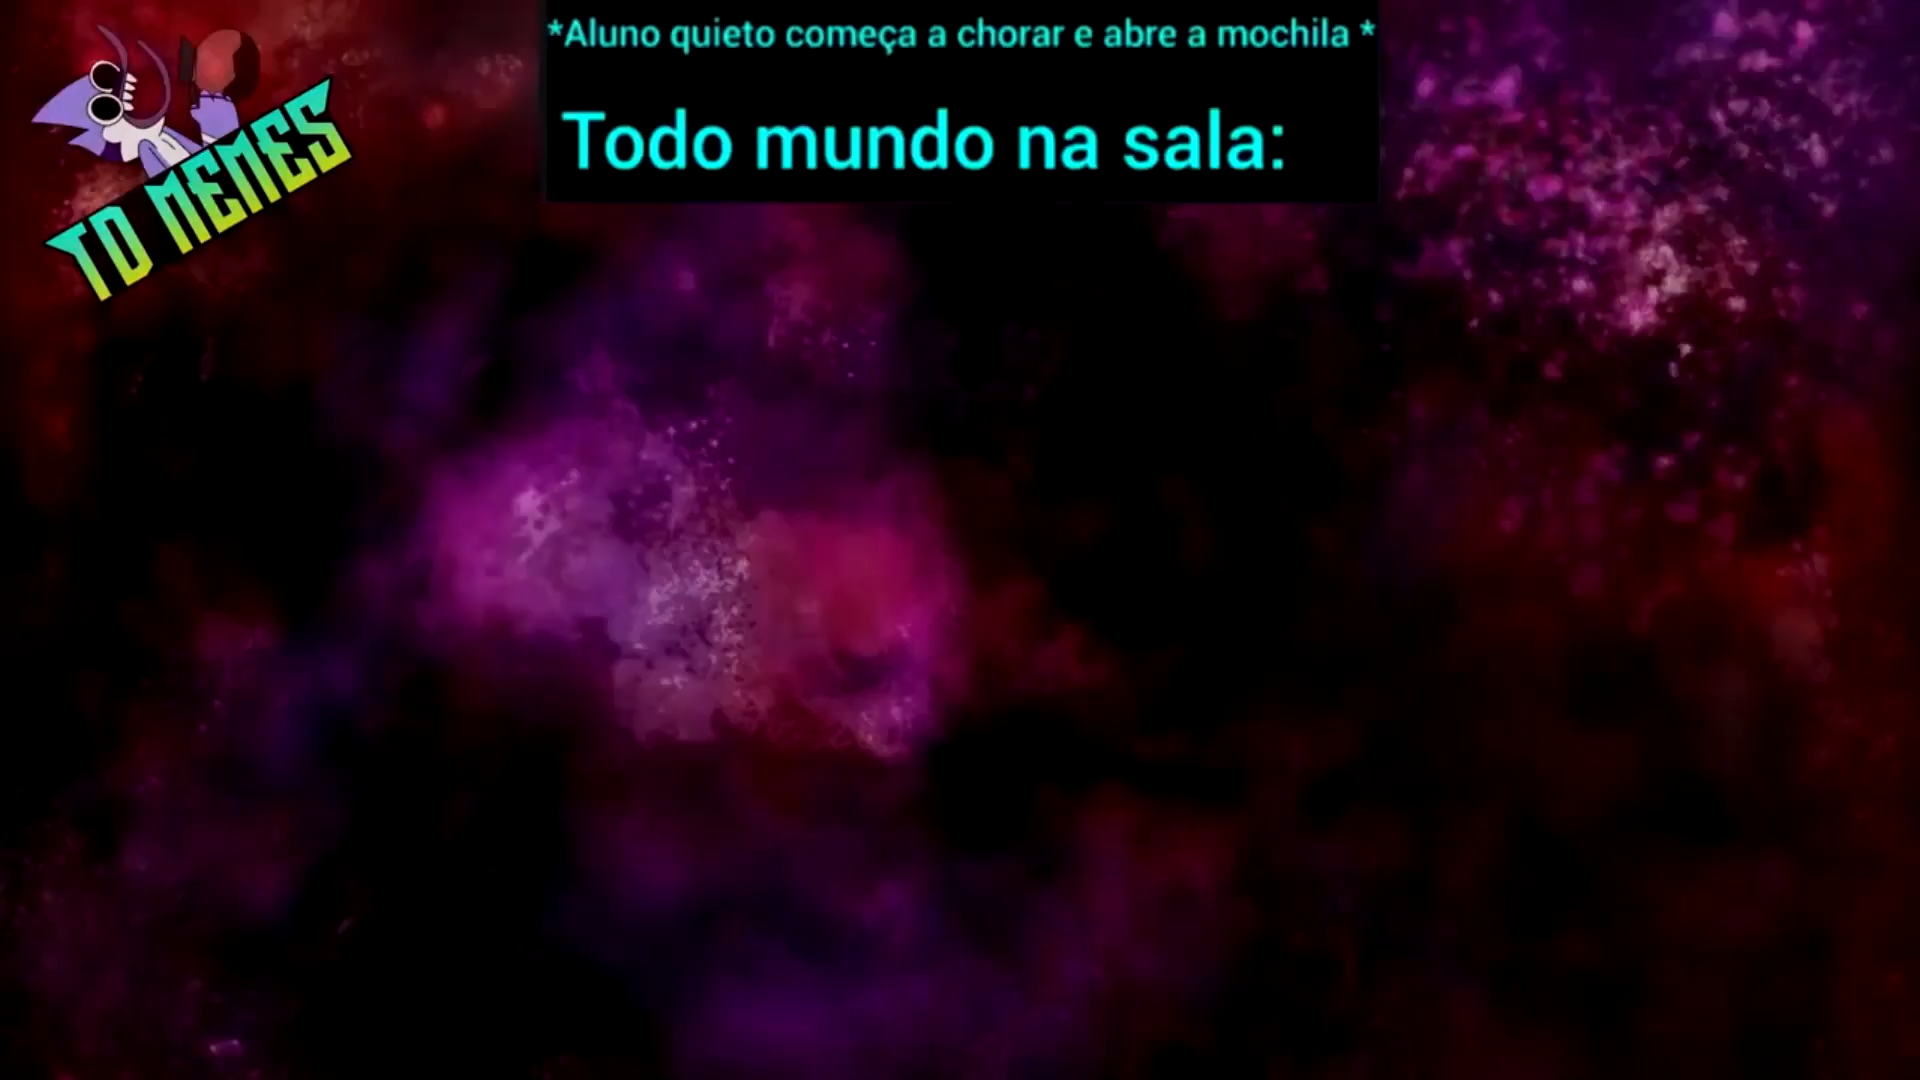 *Aluno quieto começa a chorar e abre a mochila *
Todo mundo na sala:
TD MEMES